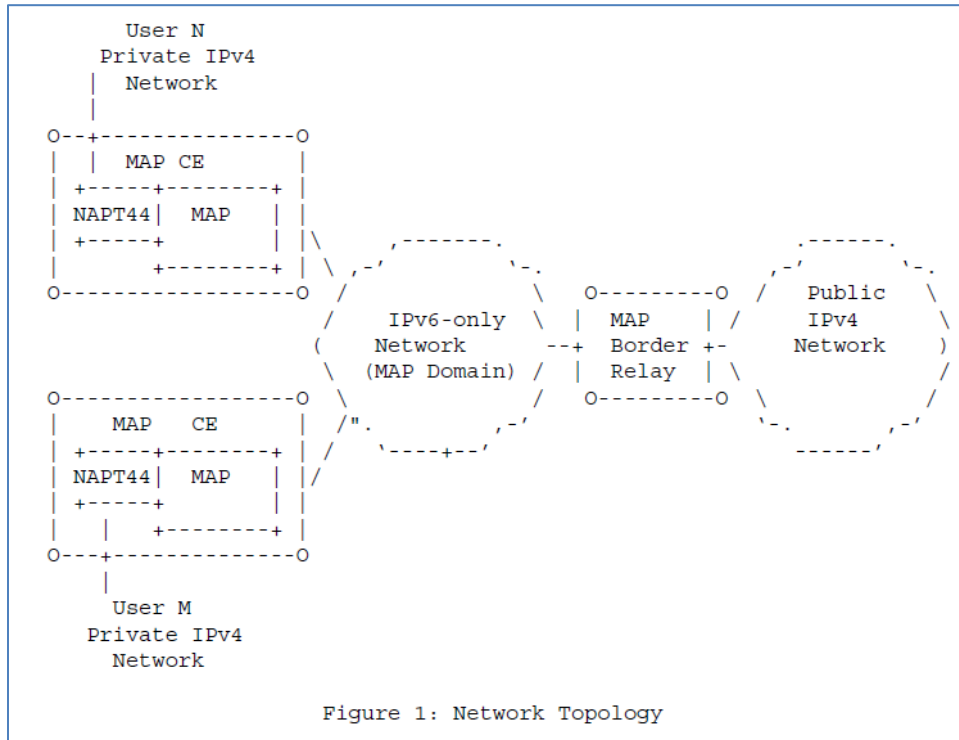 User N
Private IPv4
Network
MAP CE
NAPT44 MAP
IPv6-only
Network
(MAP Domain)
MAP
Border
Relay
Public
IPv4
Network
MAP CE
NAPT44 MAP
User M
Private IPv4
Network
Figure 1: Network Topology